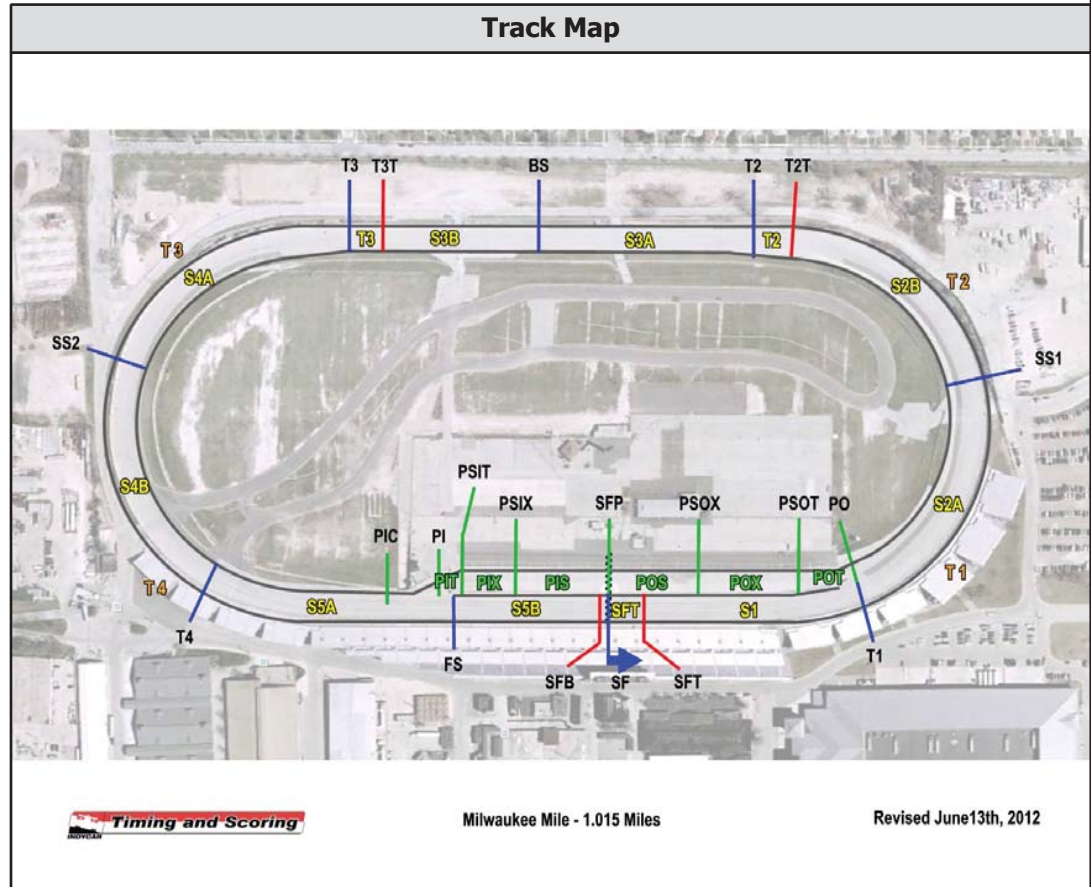 Track Map
T3
T3T
BS
T2
T2T
T3
S3B
S3A
T2
T 3
S4A
S2B
T 2
SS2
SS1
S4B
S2A
PSIT
PSIX
SFP
PSOX
PSOT
PO
PIC
PI
PIT
PIX
PIS
POS
POX
POT
T 4
T 1
S5A
S5B
SFT
S1
T4
FS
SFB
SF
SFT
T1
INDYCAR
Timing and Scoring
Milwaukee Mile - 1.015 Miles
Revised June13th, 2012